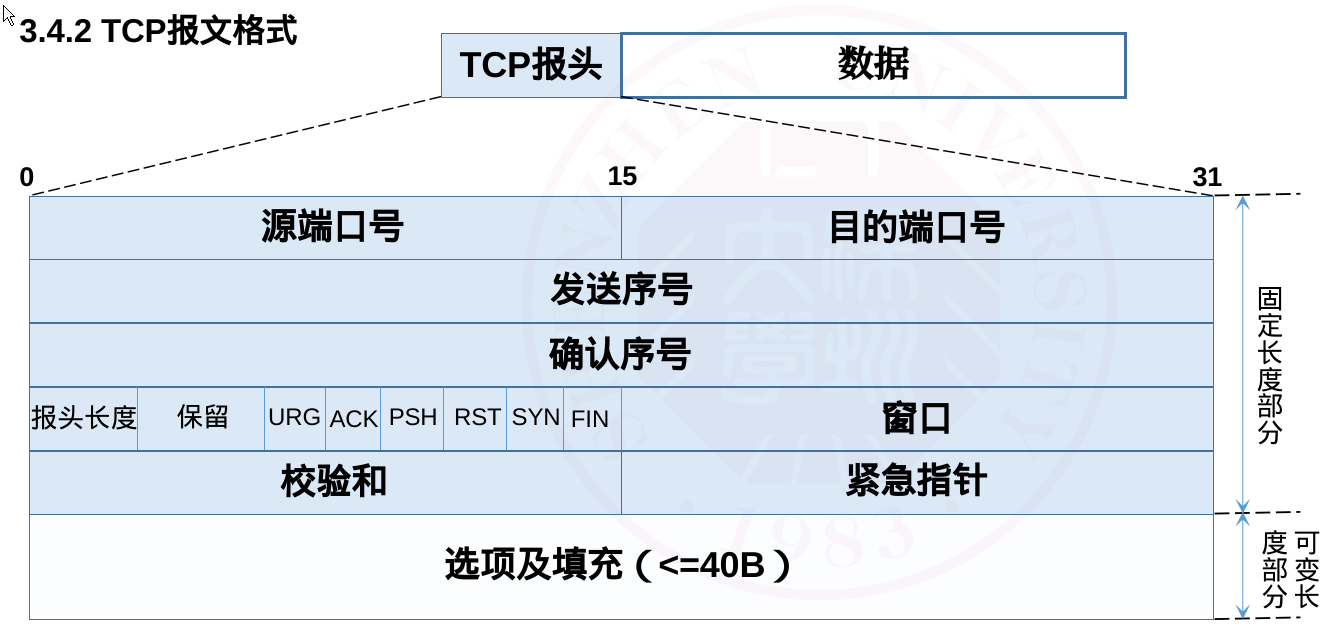 3.4.2 TCP报文格式
TCP报头
数据
0
15
31
源端口号
目的端口号
发送序号
确认序号
报头长度
保留
URG
ACK
PSH
RST
SYN
FIN
窗口
校验和
紧急指针
选项及填充（<=40B）
固定长度部分
可变长
度部分
SHENZHEN UNIVERSITY
1983